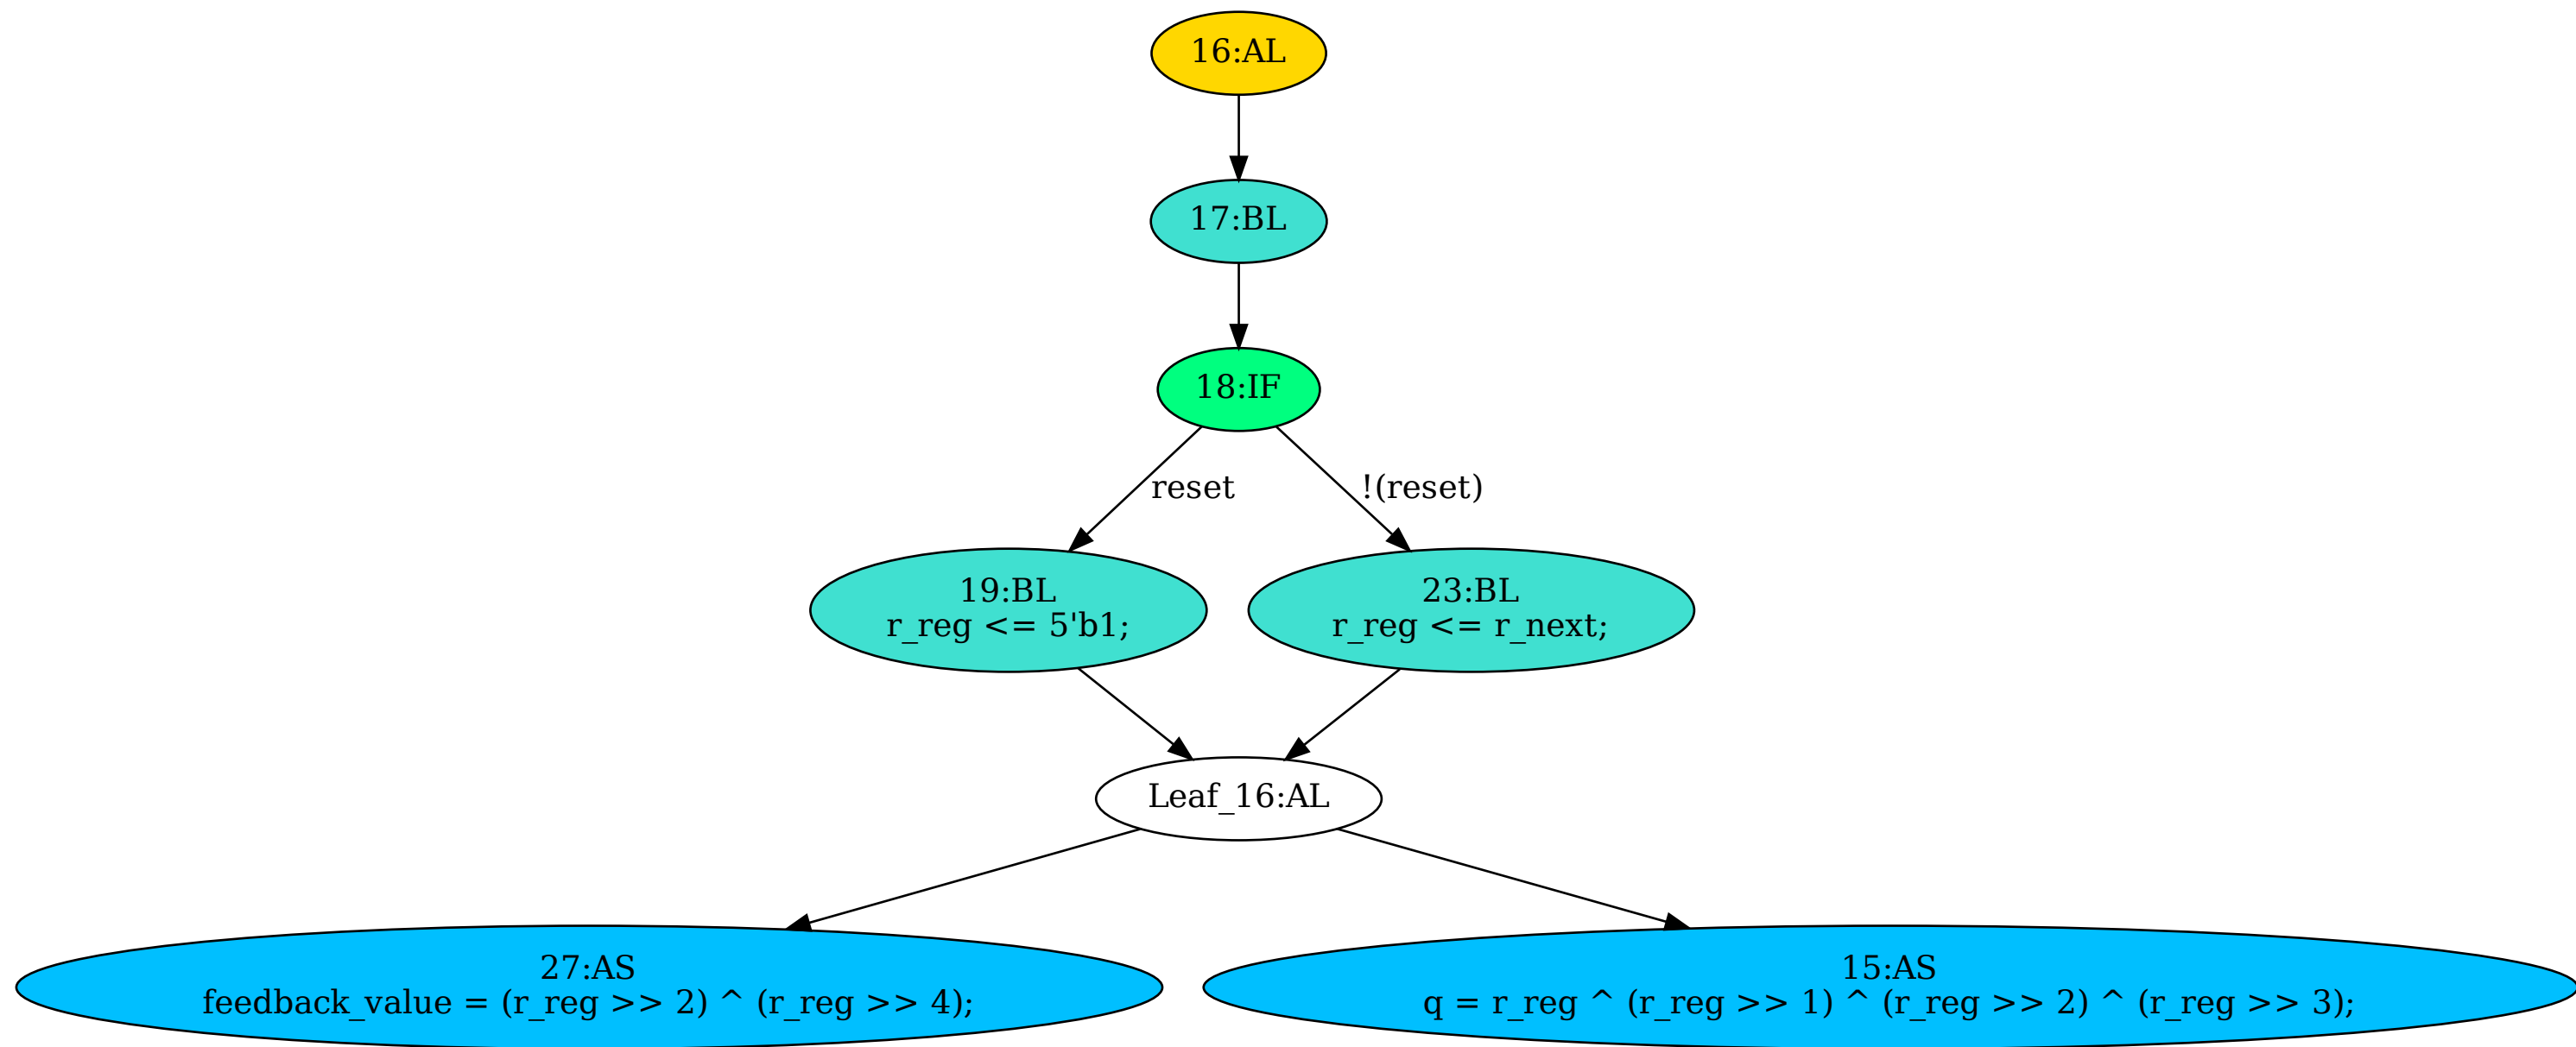 16:AL
17:BL
18:IF
reset
!(reset)
19:BL
r_reg <= 5'b1;
23:BL
r_reg <= r_next;
Leaf_16:AL
27:AS
feedback_value = (r_reg >> 2) ^ (r_reg >> 4);
15:AS
q = r_reg ^ (r_reg >> 1) ^ (r_reg >> 2) ^ (r_reg >> 3);